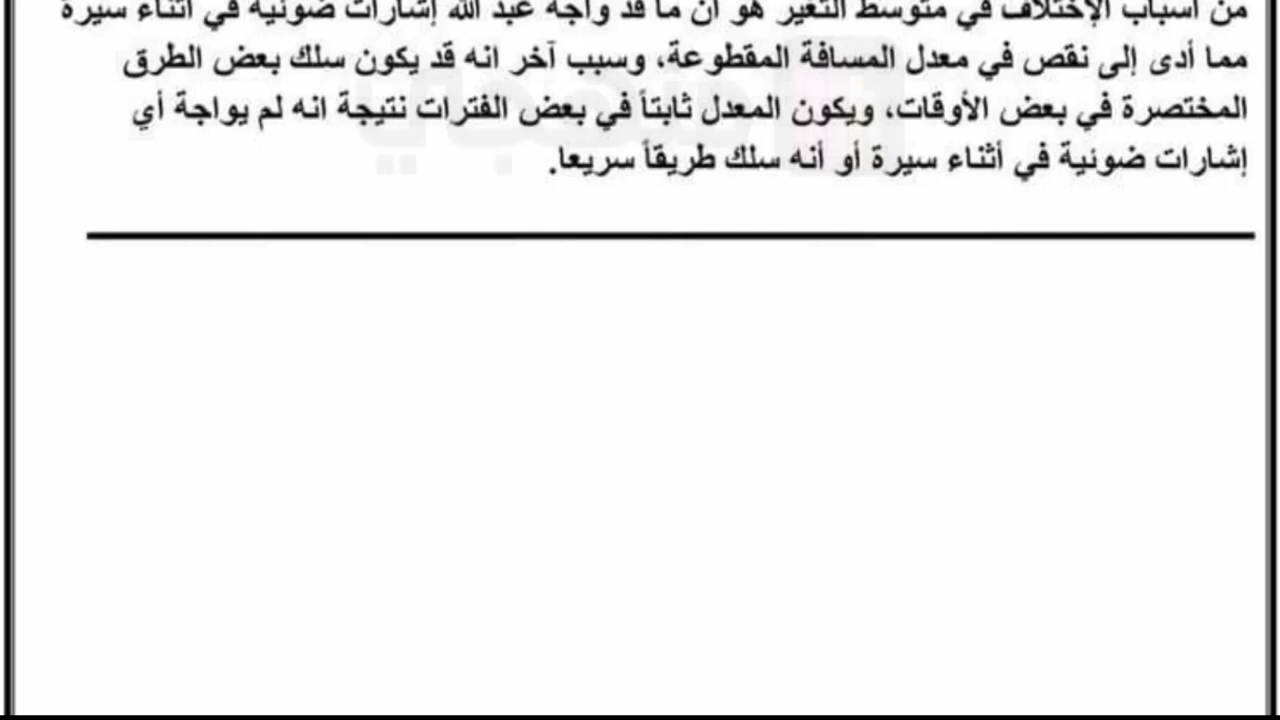 من أسباب الإختلاف في متوسط التغير هو أن ما قد واجه عبد الله إشارات ضوئية في أثناء سيرة
مما أدى إلى نقص في معدل المسافة المقطوعة، وسبب آخر انه قد يكون سلك بعض الطرق
المختصرة في بعض الأوقات، ويكون المعدل ثابتاً في بعض الفترات نتيجة انه لم يواجة أي
إشارات ضوئية في أثناء سيرة أو أنه سلك طريقاً سريعا.